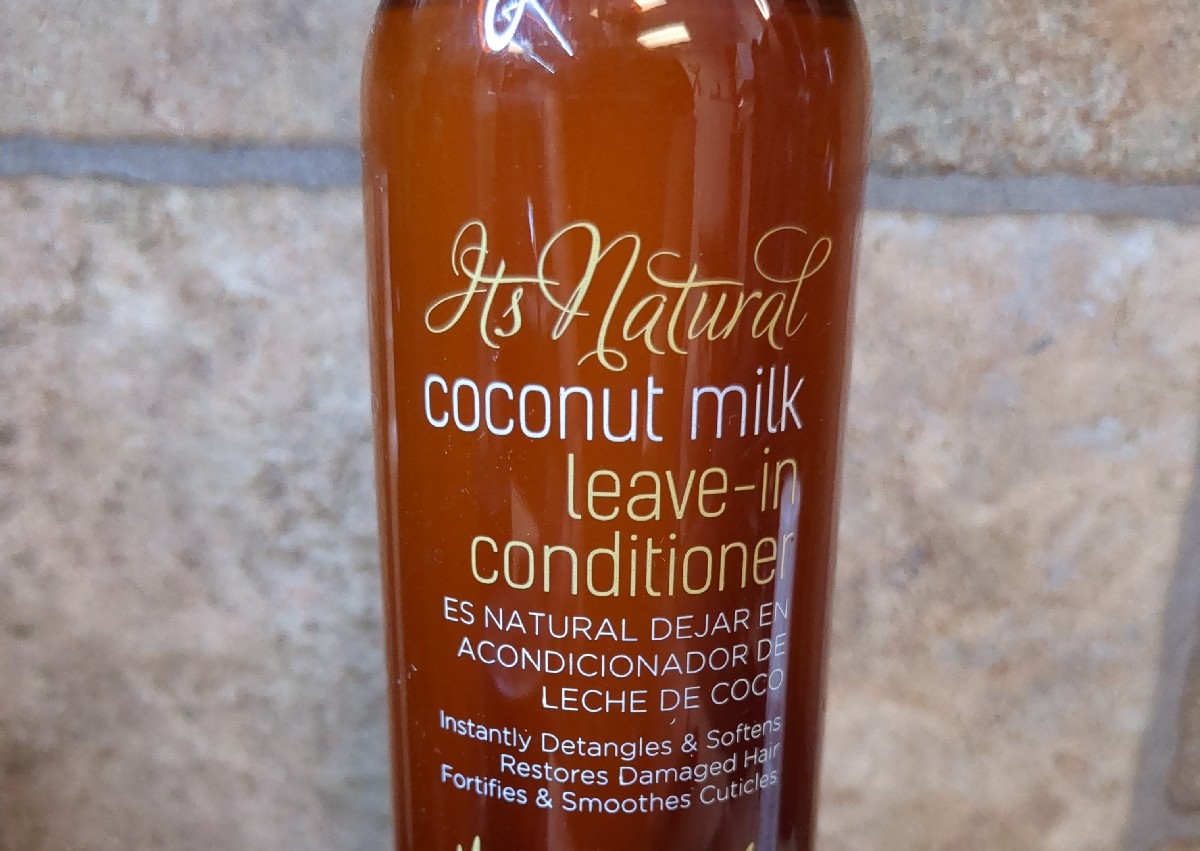 Its Natural
coconut milk
leave-in
conditioner
ES NATURAL DEJAR EN
ACONDICIONADOR DE
LECHE DE COCO
Instantly Detangles & Softens
Restores Damaged Hair
Fortifies & Smoothes Cuticles